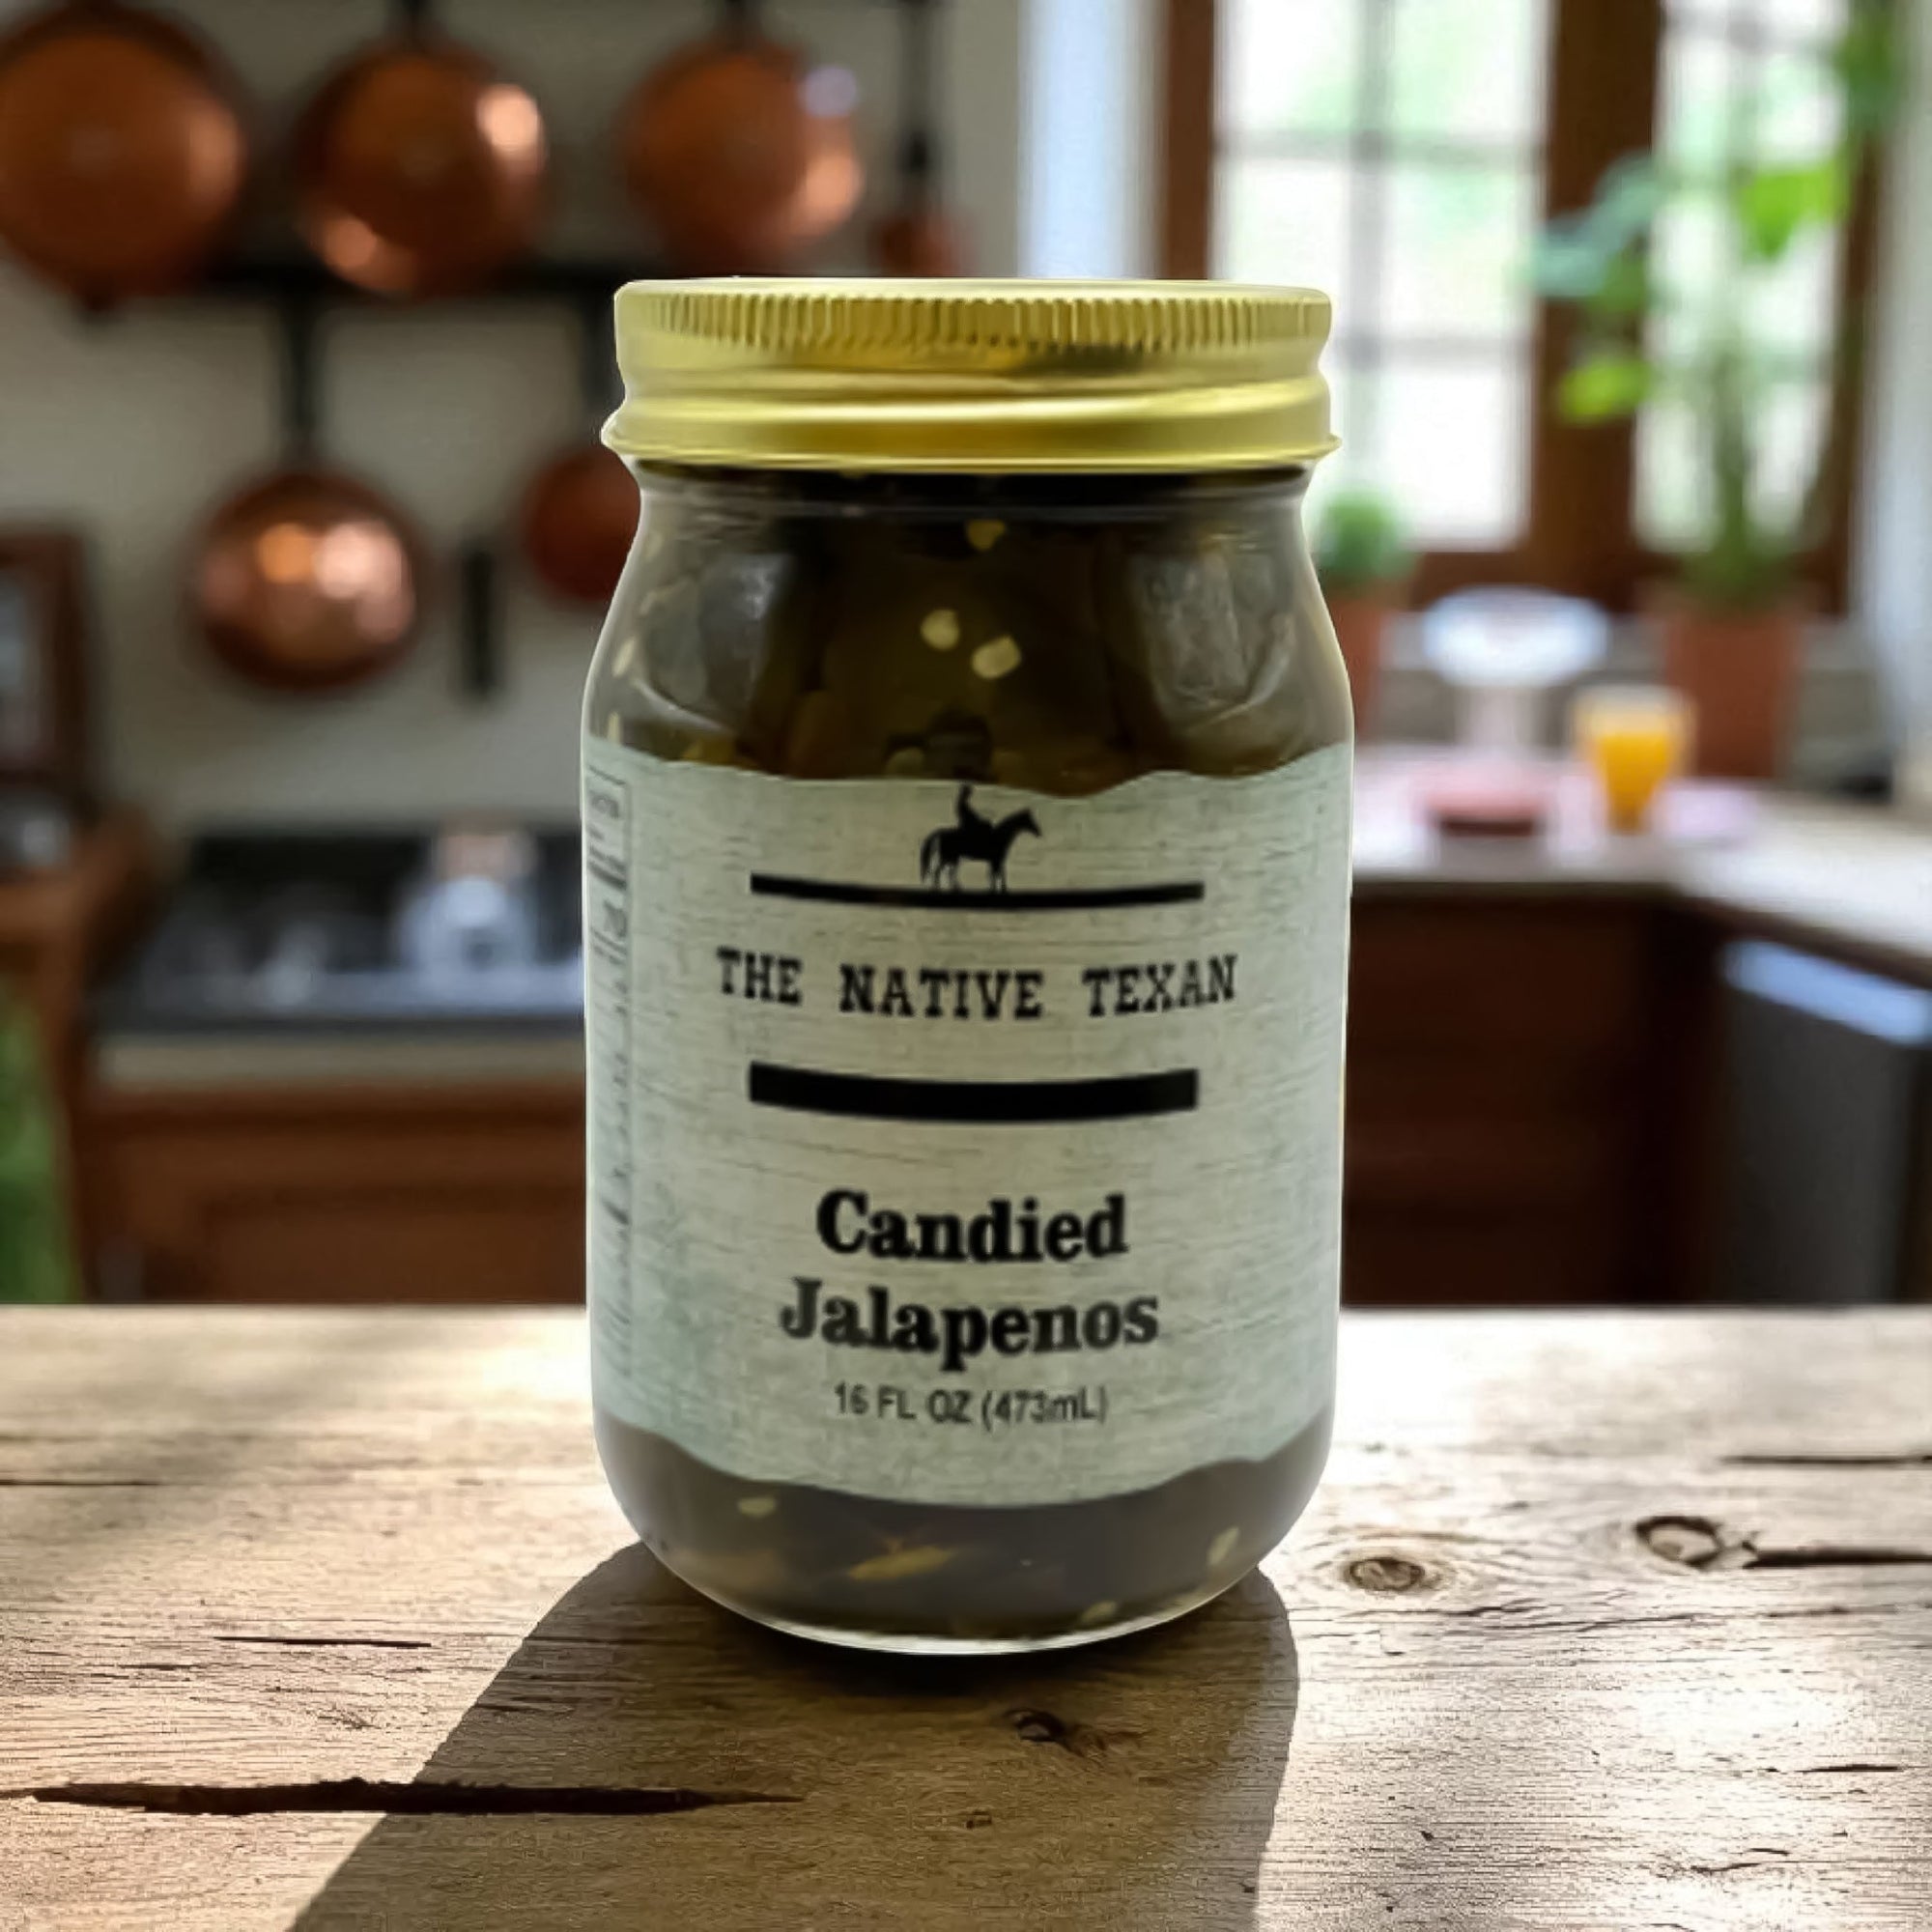 THE NATIVE TEXAN
Candied
Jalapenos
16 FL OZ (473mL)